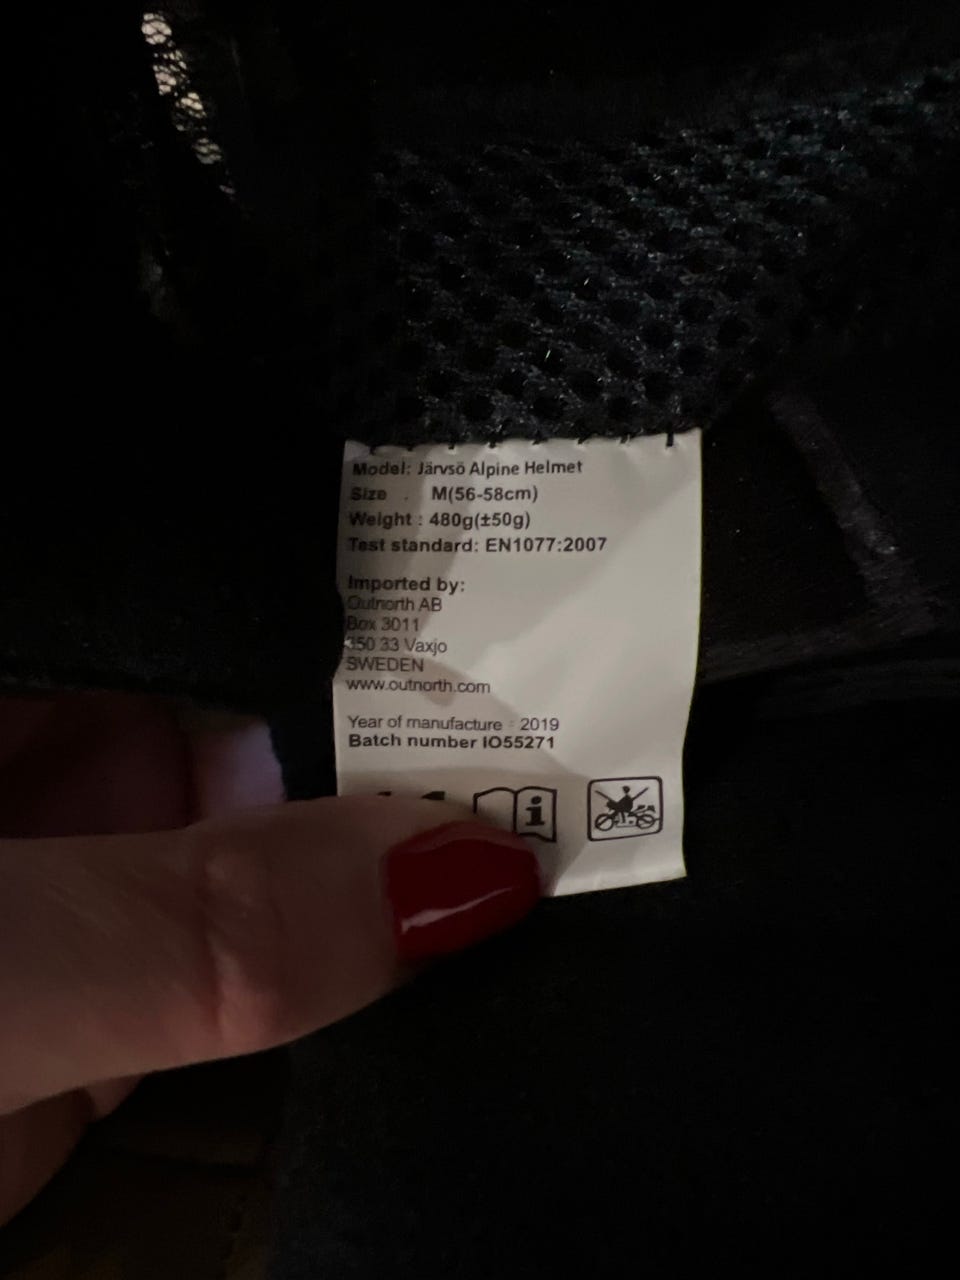 Model: Järvsö Alpine Helmet
Size : M(56-58cm)
Weight : 480g(±50g)
Test standard: EN1077:2007
Imported by:
Outnorth AB
Box 3011
350 33 Vaxjo
SWEDEN
www.outnorth.com
Year of manufacture : 2019
Batch number IO55271
i